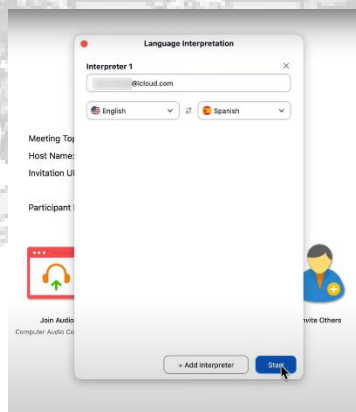 Language Interpretation
Interpreter 1
@icloud.com
English Spanish
Meeting Top
Host Name:
Invitation U
Participant
Join Audio
Computer Audio Co
vite Others
+ Add Interpreter Start